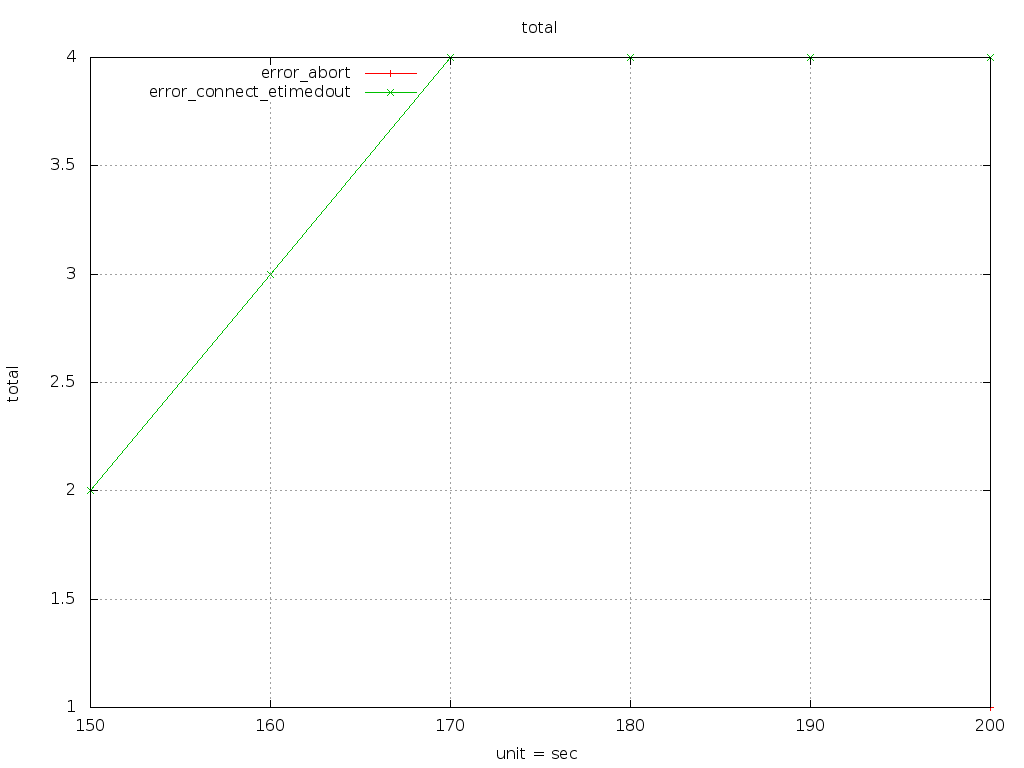 total
4
error_abort
error_connect_etimedout
3.5
3
2.5
total
2
1.5
1
150 160 170 180 190 200
unit = sec